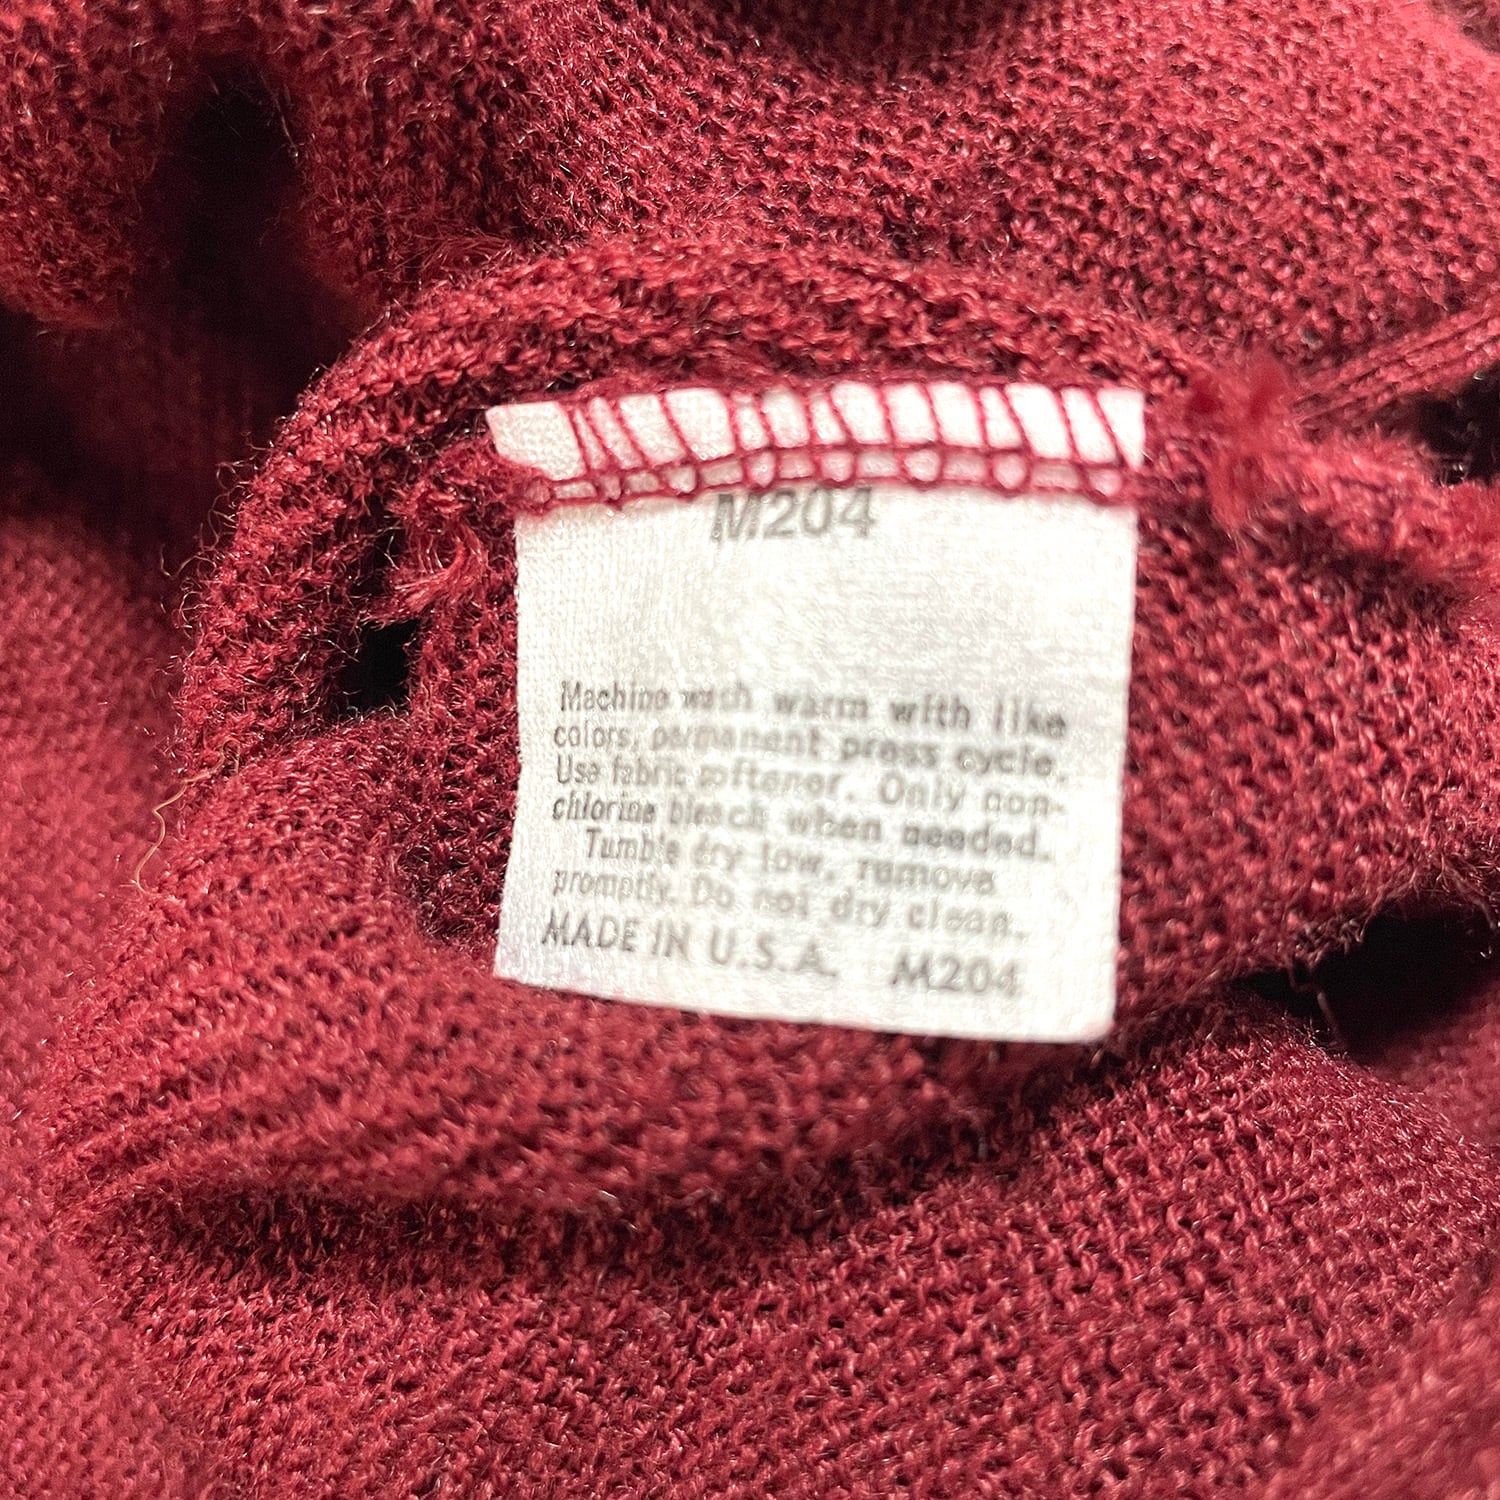 M204
Machine wash warm with like
colors, permanent press cycle.
Use fabric softener. Only non-
chlorine bleach when needed.
Tumble dry low, remove
promptly. Do not dry clean.
MADE IN U.S.A. M204